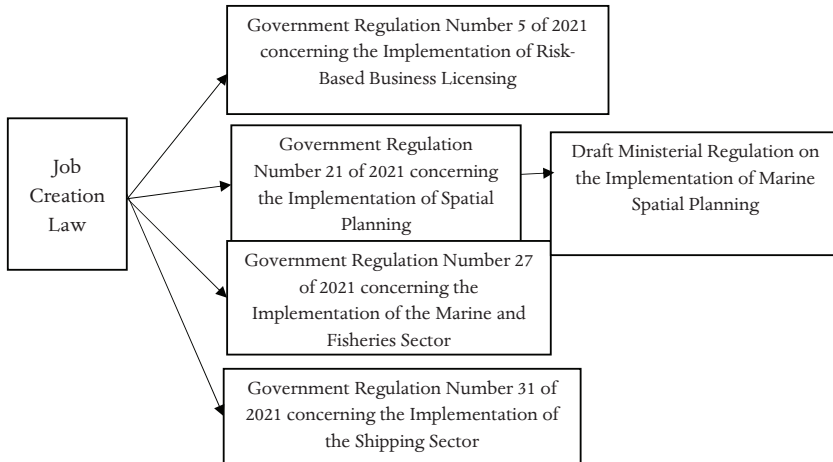 Government Regulation Number 5 of 2021
concerning the Implementation of Risk-
Based Business Licensing
Job
Creation
Law
Government Regulation
Number 21 of 2021 concerning
the Implementation of Spatial
Planning
Draft Ministerial Regulation on
the Implementation of Marine
Spatial Planning
Government Regulation Number 27
of 2021 concerning the
Implementation of the Marine and
Fisheries Sector
Government Regulation Number 31 of
2021 concerning the Implementation of
the Shipping Sector